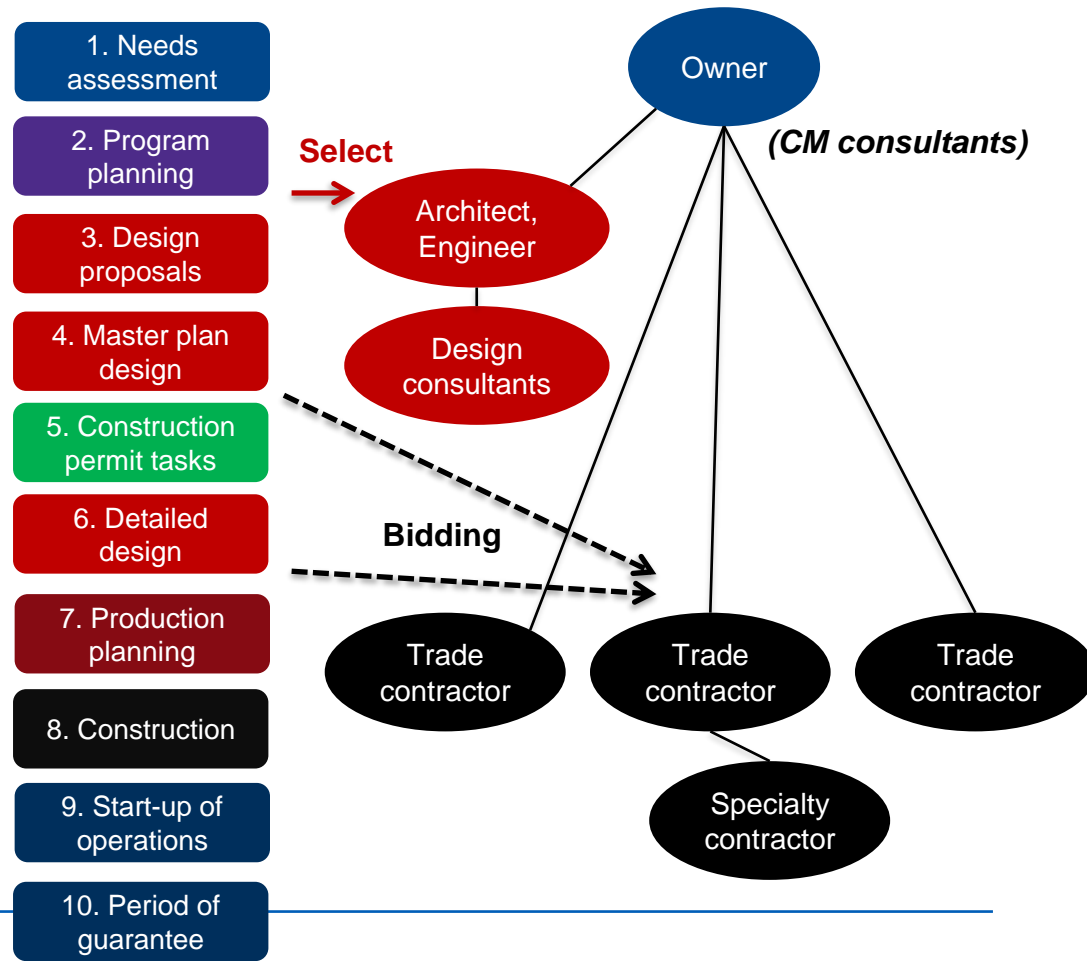 1. Needs
assessment
2. Program
planning
3. Design
proposals
4. Master plan
design
5. Construction
permit tasks
6. Detailed
design
7. Production
planning
8. Construction
9. Start-up of
operations
10. Period of
guarantee
Owner
(CM consultants)
Select
Architect,
Engineer
Design
consultants
Bidding
Trade
contractor
Trade
contractor
Trade
contractor
Specialty
contractor